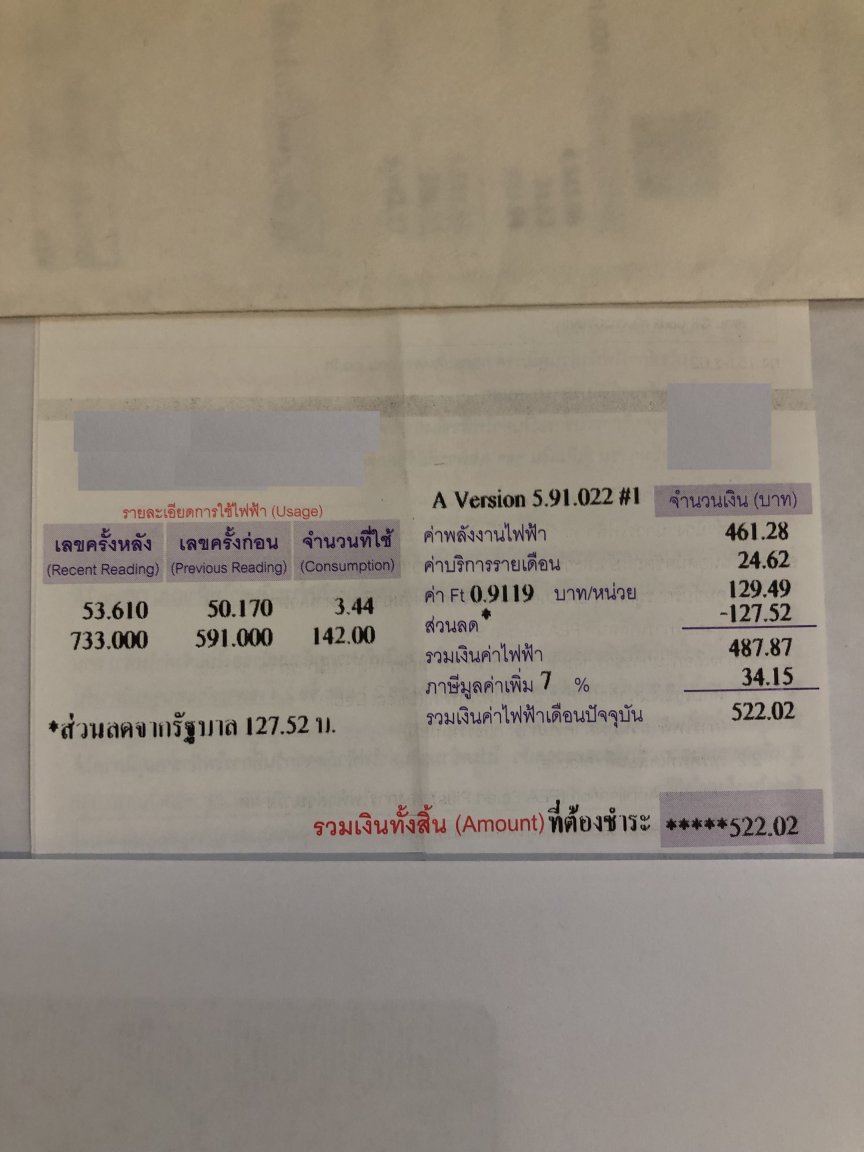 รายละเอียดการใช้ไฟฟ้า (Usage)
เลขครั้งหลัง เลขครั้งก่อน จำนวนที่ใช้
(Recent Reading) (Previous Reading) (Consumption)
53.610 50.170 3.44
733.000 591.000 142.00
*ส่วนลดจากรัฐบาล 127.52 บ.
A Version 5.91.022 #1 จำนวนเงิน (บาท)
ค่าพลังงานไฟฟ้า 461.28
ค่าบริการรายเดือน 24.62
ค่า Ft 0.9119 บาท/หน่วย 129.49
ส่วนลด* -127.52
รวมเงินค่าไฟฟ้า 487.87
ภาษีมูลค่าเพิ่ม 7 % 34.15
รวมเงินค่าไฟฟ้าเดือนปัจจุบัน 522.02
รวมเงินทั้งสิ้น (Amount) ที่ต้องชำระ *****522.02